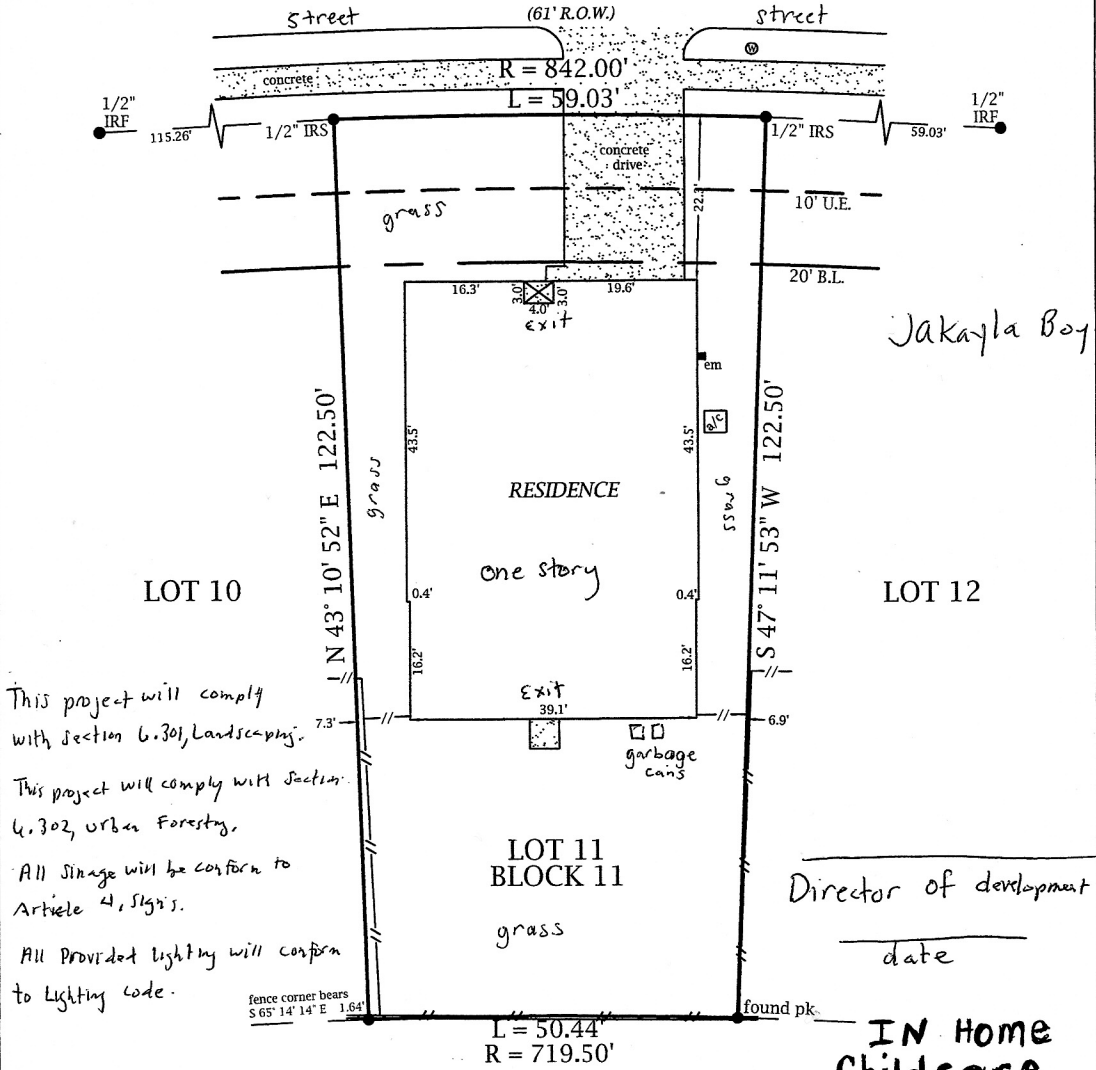 Street
(61' R.O.W.)
street
W
concrete
R = 842.00'
L = 59.03'
1/2"
IRF
115.26'
1/2" IRS
1/2" IRS
59.03'
1/2"
IRF
concrete
drive
22.3'
10' U.E.
grass
20' B.L.
16.3'
3.0'
4.0'
3.0'
19.6'
Exit
Jakayla Boy
em
a/c
N 43° 10' 52" E 122.50'
grass
43.5'
43.5'
grass
S 47° 11' 53" W 122.50'
RESIDENCE
one story
LOT 10
LOT 12
0.4'
0.4'
16.2'
16.2'
Exit
39.1'
7.3'
6.9'
garbage
cans
This project will comply
with Section 6.301, Landscaping.
This project will comply with Section
6.302, urban Forestry.
All Sinage will be conform to
Article 4, Signs.
All Provided lighting will conform
to Lighting code.
LOT 11
BLOCK 11
grass
Director of development
date
fence corner bears
S 65° 14' 14" E 1.64'
found pk
L = 50.44'
R = 719.50'
IN Home
Childcare